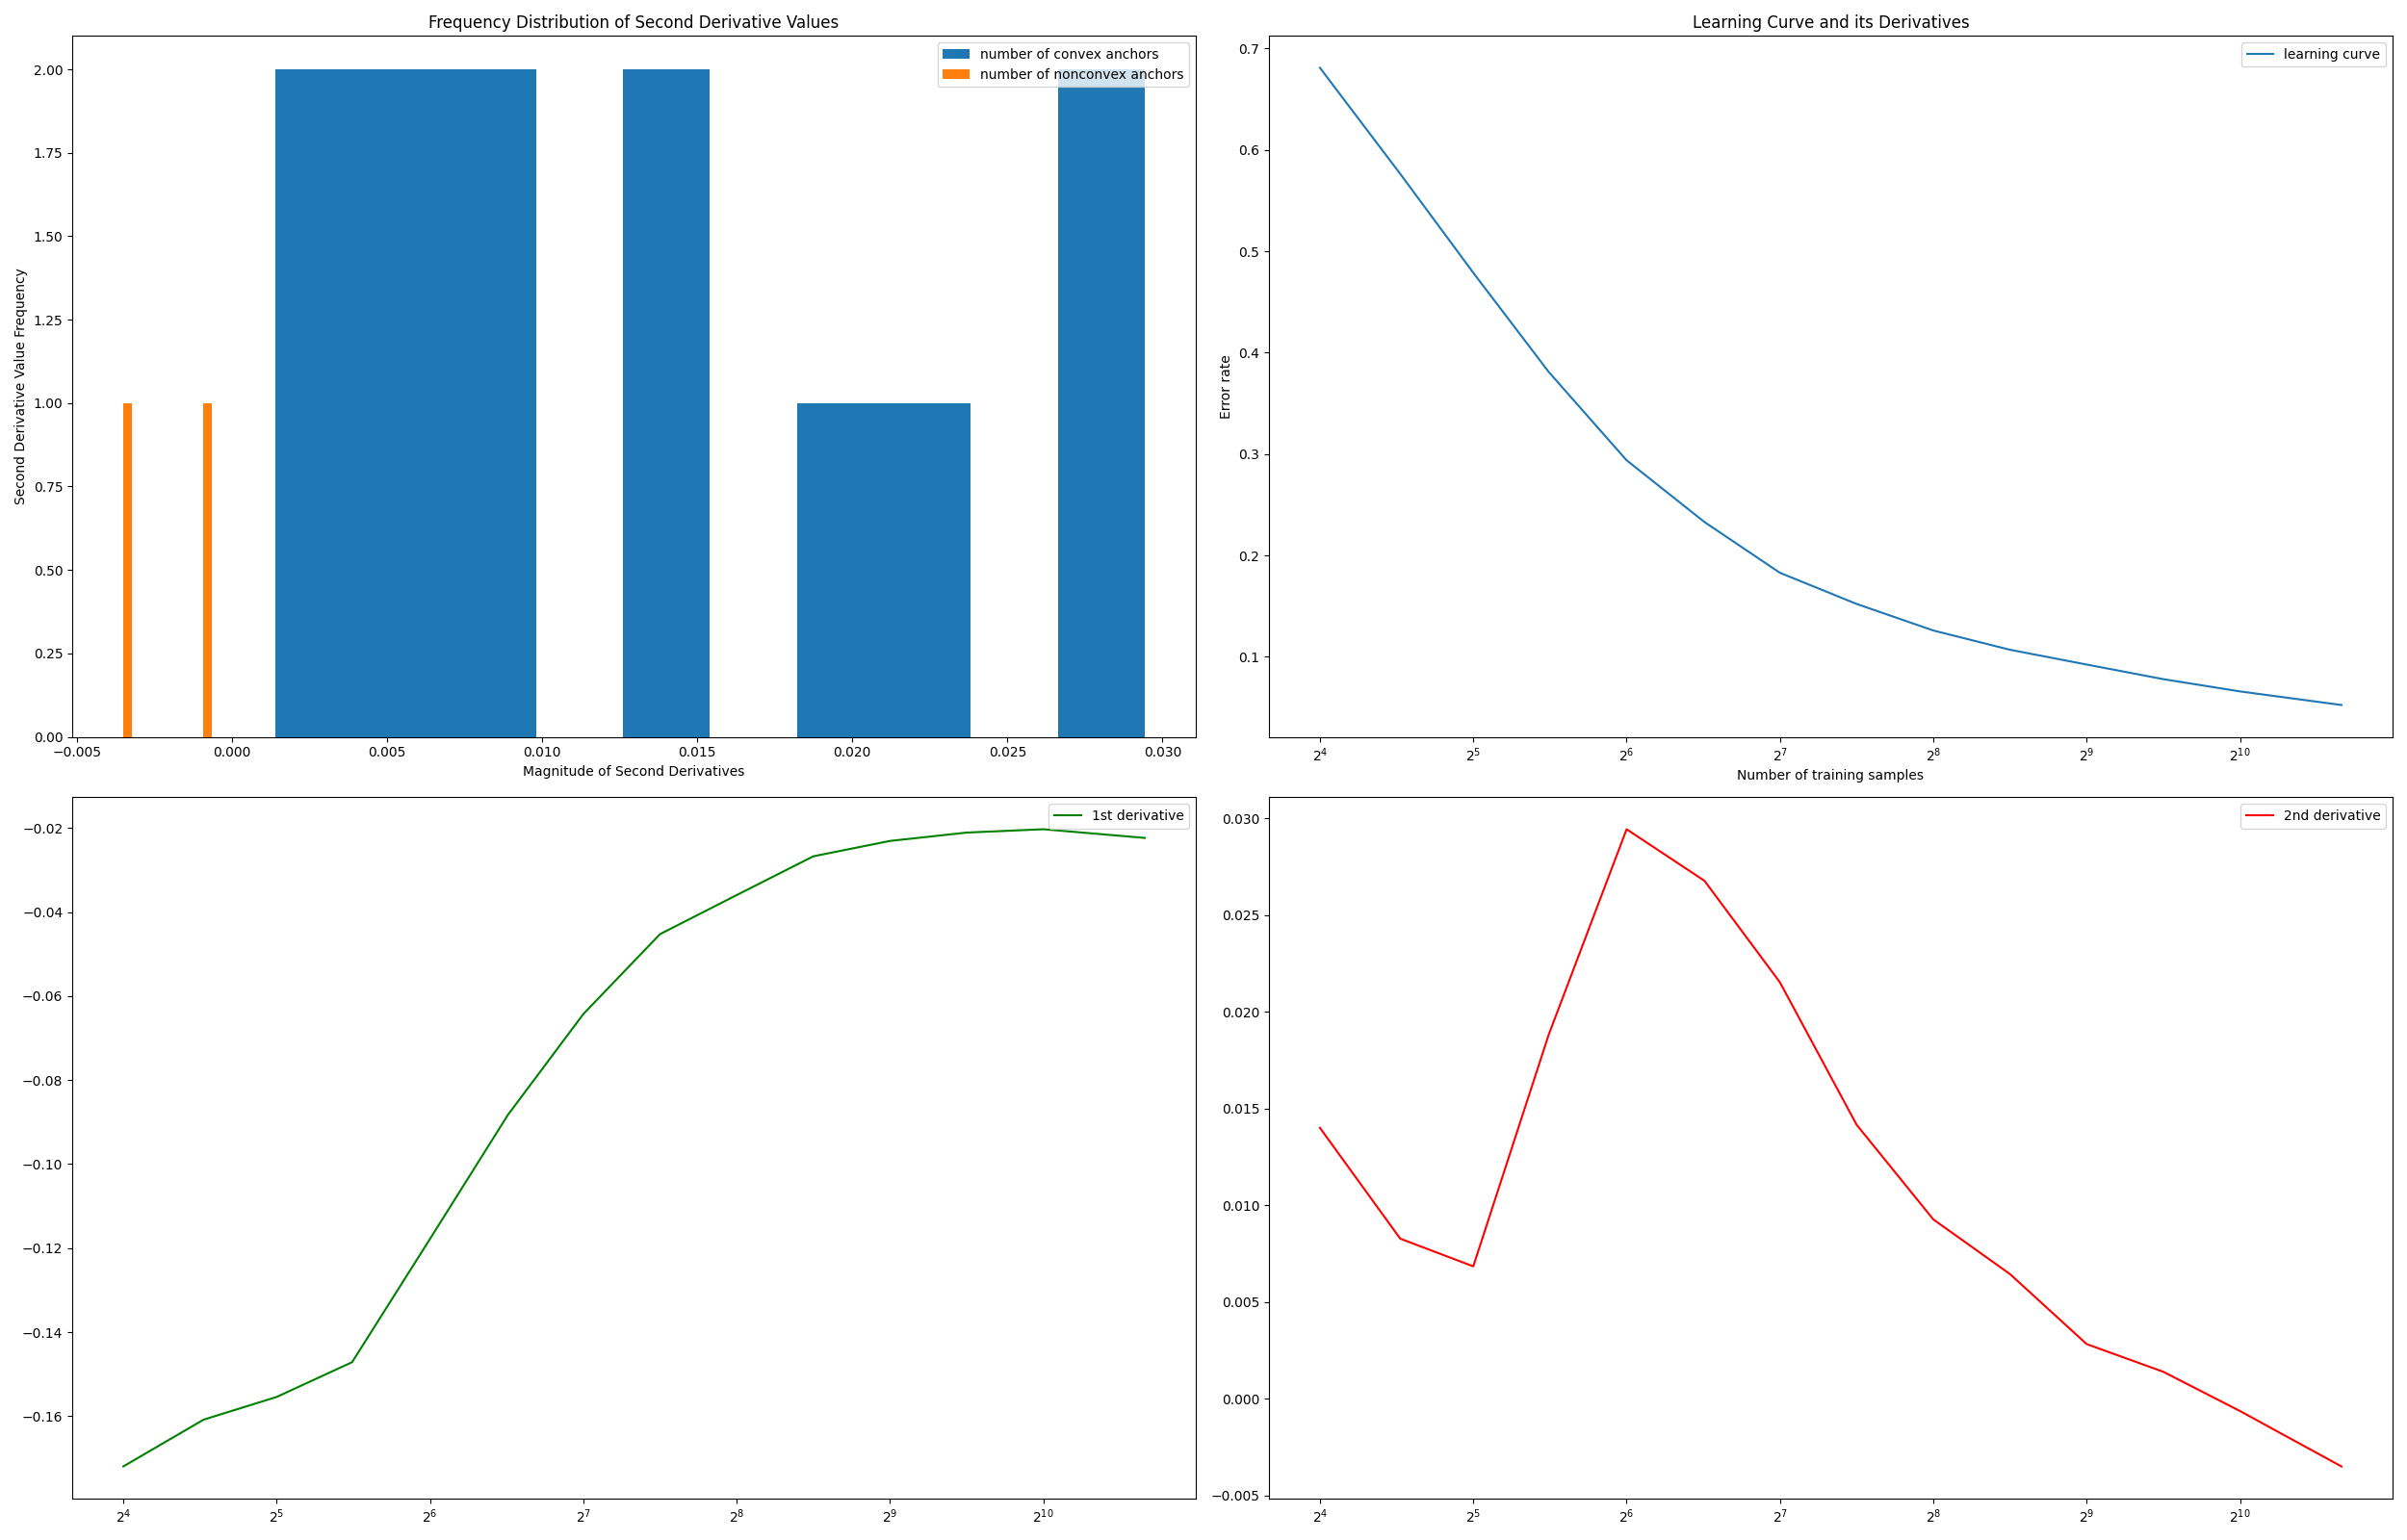 Frequency Distribution of Second Derivative Values
number of convex anchors
number of nonconvex anchors
2.00
1.75
1.50
1.25
1.00
0.75
0.50
0.25
0.00
Second Derivative Value Frequency
−0.005 0.000 0.005 0.010 0.015 0.020 0.025 0.030
Magnitude of Second Derivatives
Learning Curve and its Derivatives
learning curve
0.7
0.6
0.5
0.4
0.3
0.2
0.1
Error rate
2⁴ 2⁵ 2⁶ 2⁷ 2⁸ 2⁹ 2¹⁰
Number of training samples
1st derivative
−0.02
−0.04
−0.06
−0.08
−0.10
−0.12
−0.14
−0.16
2⁴ 2⁵ 2⁶ 2⁷ 2⁸ 2⁹ 2¹⁰
2nd derivative
0.030
0.025
0.020
0.015
0.010
0.005
0.000
−0.005
2⁴ 2⁵ 2⁶ 2⁷ 2⁸ 2⁹ 2¹⁰